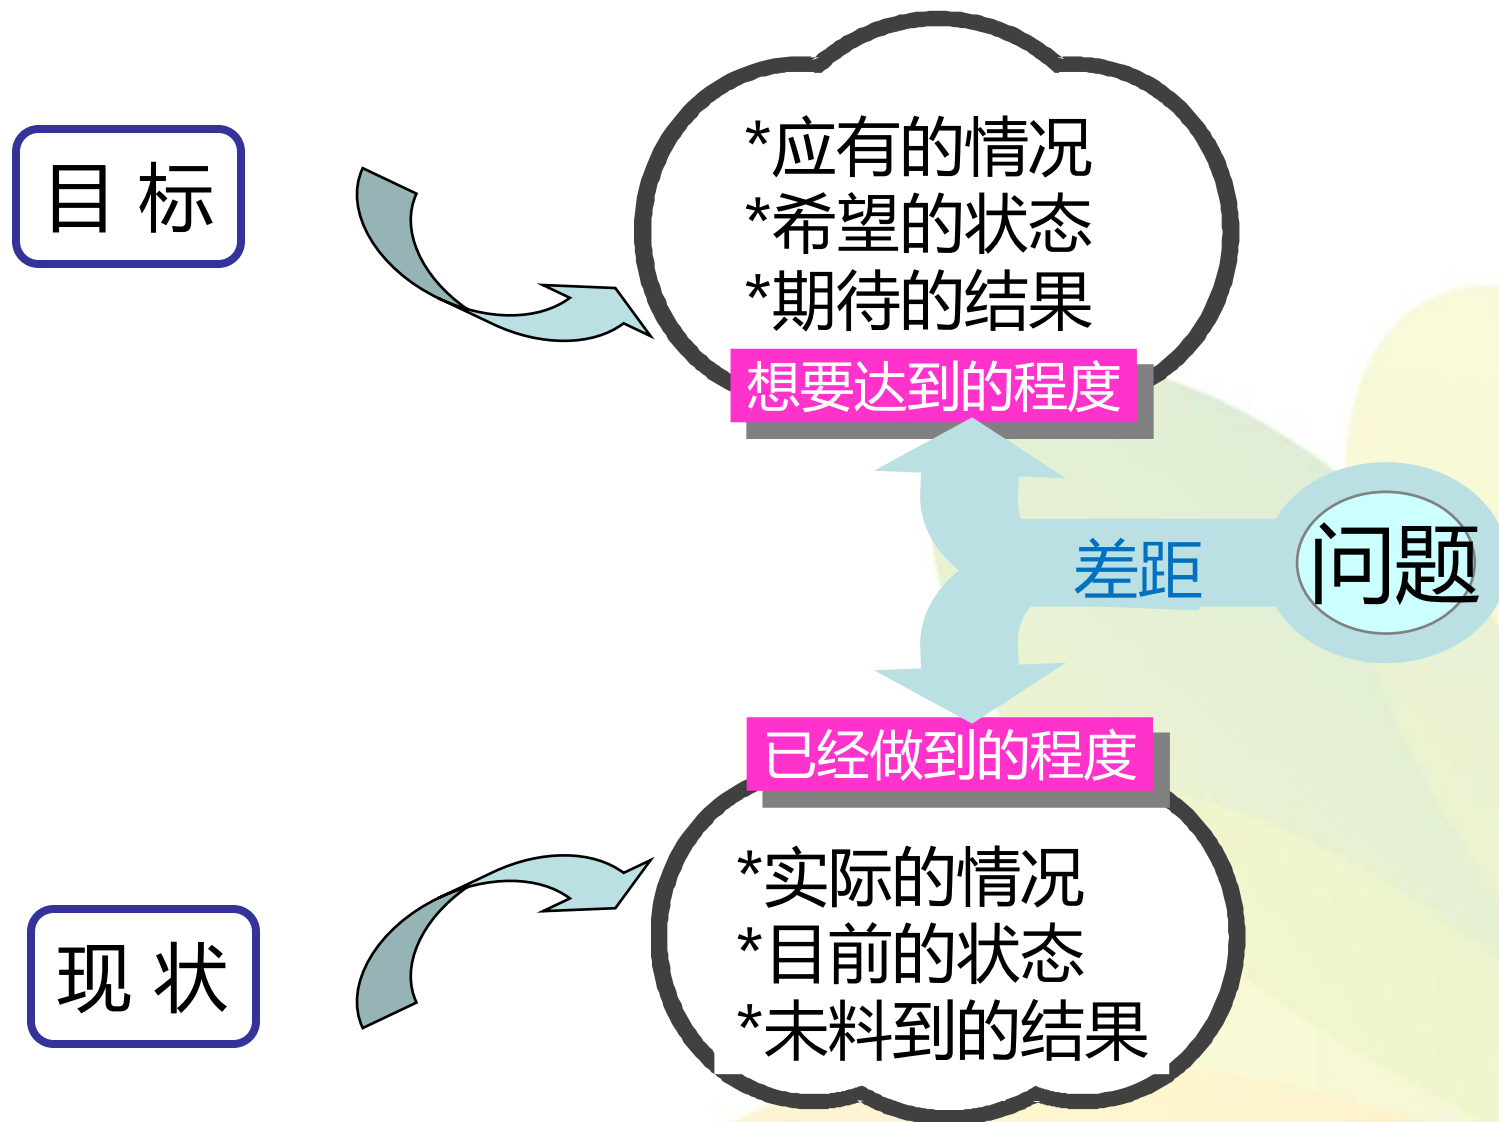 目 标
*应有的情况
*希望的状态
*期待的结果
想要达到的程度
差距
问题
已经做到的程度
现 状
*实际的情况
*目前的状态
*未料到的结果